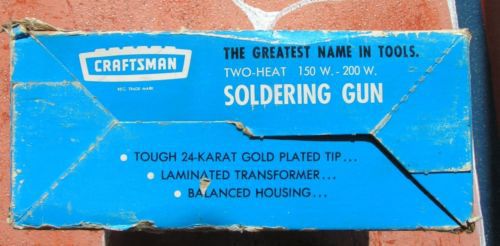 CRAFTSMAN
REG. TRADE MARK
THE GREATEST NAME IN TOOLS.
TWO-HEAT 150 W.-200 W.
SOLDERING GUN
• TOUGH 24-KARAT GOLD PLATED TIP...
• LAMINATED TRANSFORMER...
• BALANCED HOUSING...